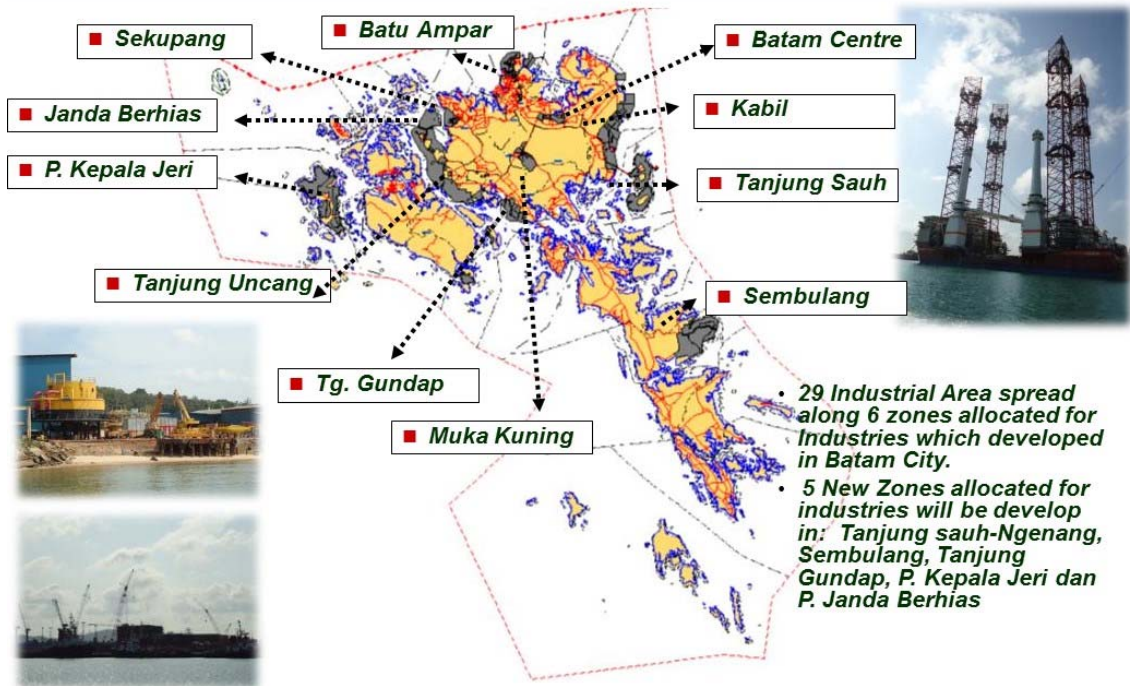 Sekupang
Batu Ampar
Batam Centre
Janda Berhias
Kabil
P. Kepala Jeri
Tanjung Sauh
Tanjung Uncang
Sembulang
Tg. Gundap
Muka Kuning
• 29 Industrial Area spread
along 6 zones allocated for
Industries which developed
in Batam City.
• 5 New Zones allocated for
industries will be develop
in: Tanjung sauh-Ngenang,
Sembulang, Tanjung
Gundap, P. Kepala Jeri dan
P. Janda Berhias